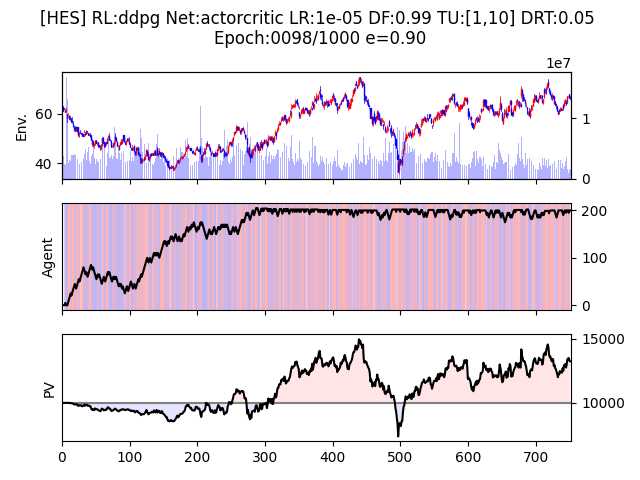 [HES] RL:ddpg Net:actorcritic LR:1e-05 DF:0.99 TU:[1,10] DRT:0.05
Epoch:0098/1000 e=0.90
1e7
Env.
60
40
1
0
Agent
200
100
0
PV
15000
10000
0 100 200 300 400 500 600 700